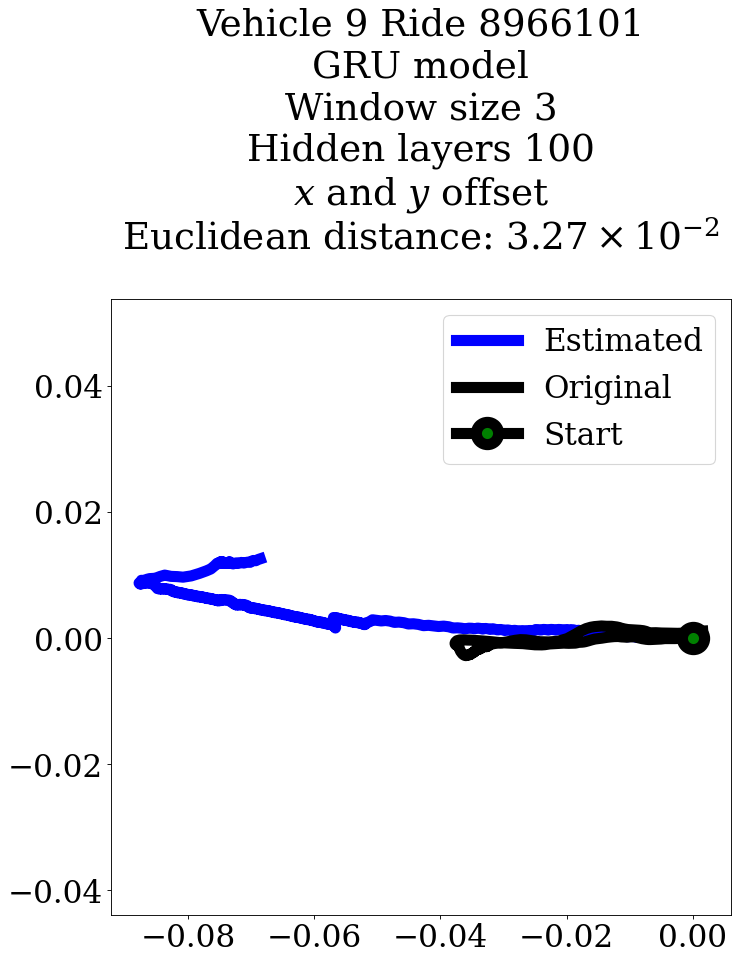 Vehicle 9 Ride 8966101
GRU model
Window size 3
Hidden layers 100
x and y offset
Euclidean distance: 3.27 × 10⁻²
Estimated
Original
Start
0.04
0.02
0.00
−0.02
−0.04
−0.08 −0.06 −0.04 −0.02 0.00